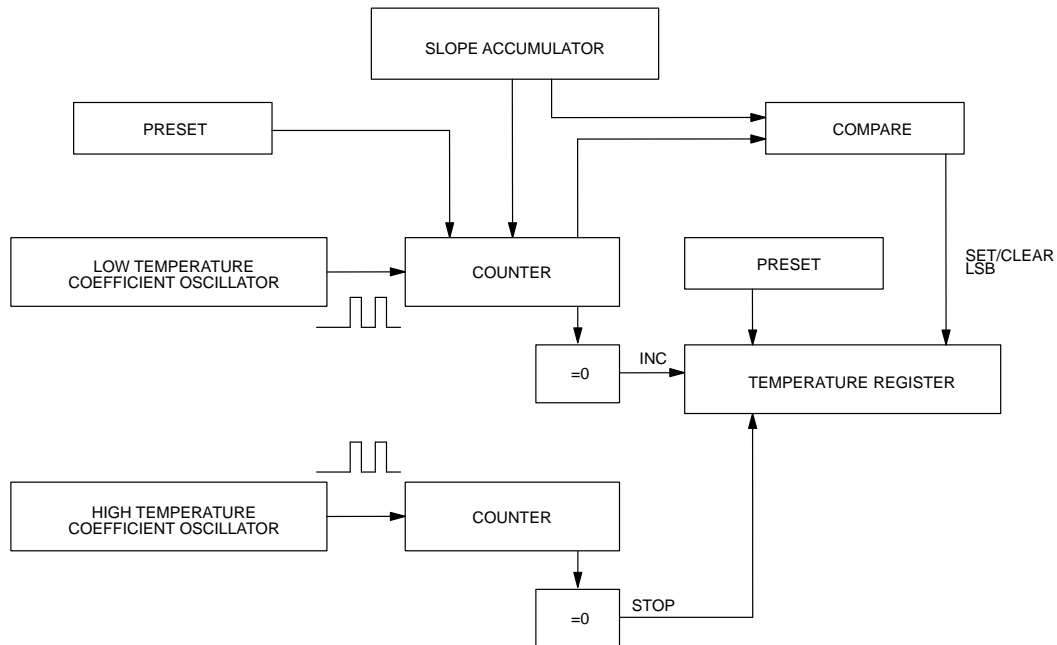 SLOPE ACCUMULATOR
PRESET
COMPARE
LOW TEMPERATURE
COEFFICIENT OSCILLATOR
COUNTER
PRESET
SET/CLEAR
LSB
=0
INC
TEMPERATURE REGISTER
HIGH TEMPERATURE
COEFFICIENT OSCILLATOR
COUNTER
=0
STOP